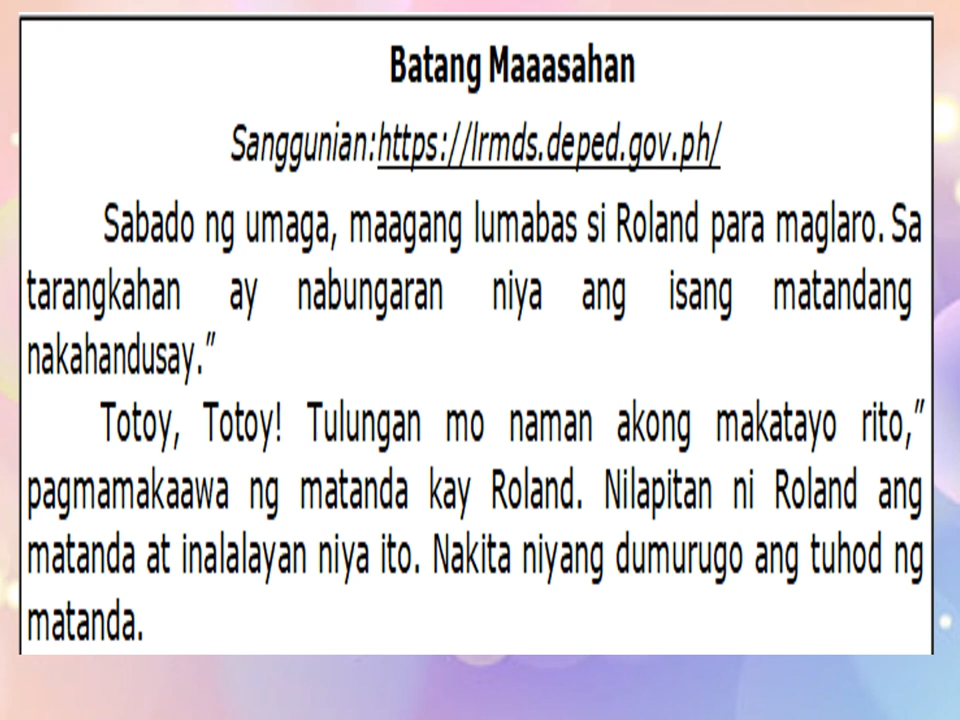 Batang Maaasahan
Sanggunian:https://lrmds.deped.gov.ph/
Sabado ng umaga, maagang lumabas si Roland para maglaro. Sa
tarangkahan ay nabungaran niya ang isang matandang
nakahandusay.”
Totoy, Totoy! Tulungan mo naman akong makatayo rito,”
pagmamakaawa ng matanda kay Roland. Nilapitan ni Roland ang
matanda at inalalayan niya ito. Nakita niyang dumurugo ang tuhod ng
matanda.